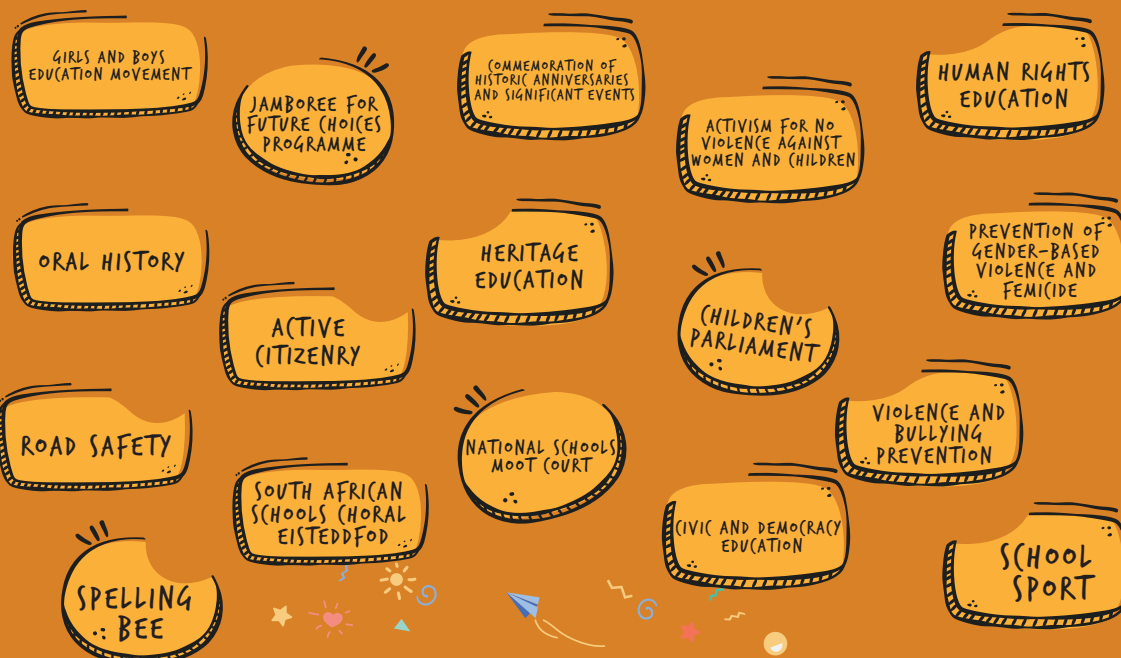 GIRLS AND BOYS
EDUCATION MOVEMENT
JAMBOREE FOR
FUTURE CHOICES
PROGRAMME
COMMEMORATION OF
HISTORIC ANNIVERSARIES
AND SIGNIFICANT EVENTS
ACTIVISM FOR NO
VIOLENCE AGAINST
WOMEN AND CHILDREN
HUMAN RIGHTS
EDUCATION
ORAL HISTORY
ACTIVE
CITIZENRY
HERITAGE
EDUCATION
CHILDREN'S
PARLIAMENT
PREVENTION OF
GENDER-BASED
VIOLENCE AND
FEMICIDE
ROAD SAFETY
SOUTH AFRICAN
SCHOOLS CHORAL
EISTEDDFOD
NATIONAL SCHOOLS
MOOT COURT
VIOLENCE AND
BULLYING
PREVENTION
CIVIC AND DEMOCRACY
EDUCATION
SPELLING
BEE
SCHOOL
SPORT